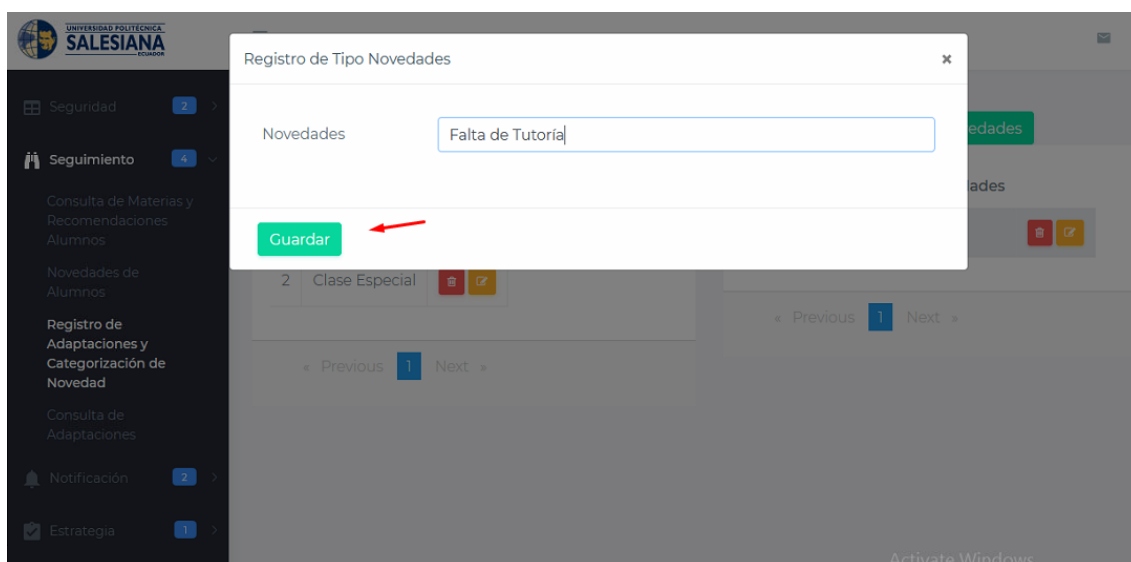 UNIVERSIDAD POLITÉCNICA
SALESIANA
ECUADOR
Seguridad 2
Seguimiento 4
Consulta de Materias y
Recomendaciones
Alumnos
Novedades de
Alumnos
Registro de
Adaptaciones y
Categorización de
Novedad
Consulta de
Adaptaciones
Notificación 2
Estrategia 1
Registro de Tipo Novedades ×
Novedades Falta de Tutoría
Guardar
edades
ades
2 Clase Especial
« Previous 1 Next »
« Previous 1 Next »
Activate Windows